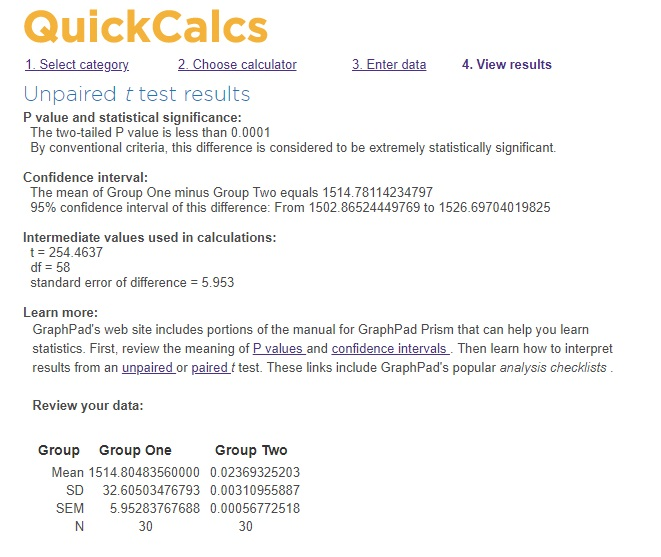 QuickCalcs
1. Select category 2. Choose calculator 3. Enter data 4. View results
Unpaired t test results
P value and statistical significance:
The two-tailed P value is less than 0.0001
By conventional criteria, this difference is considered to be extremely statistically significant.
Confidence interval:
The mean of Group One minus Group Two equals 1514.78114234797
95% confidence interval of this difference: From 1502.86524449769 to 1526.69704019825
Intermediate values used in calculations:
t = 254.4637
df = 58
standard error of difference = 5.953
Learn more:
GraphPad's web site includes portions of the manual for GraphPad Prism that can help you learn
statistics. First, review the meaning of P values and confidence intervals . Then learn how to interpret
results from an unpaired or paired t test. These links include GraphPad's popular analysis checklists .
Review your data:
Group Group One Group Two
Mean 1514.80483560000 0.02369325203
SD 32.60503476793 0.00310955887
SEM 5.95283767688 0.00056772518
N 30 30